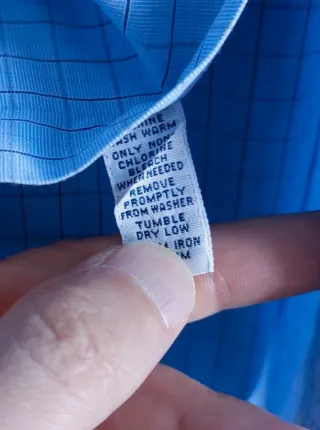 WARM
ONLY NON
CHLORINE
BLEACH
WHEN NEEDED
REMOVE
PROMPTLY
FROM WASHER
TUMBLE
DRY LOW
IRON